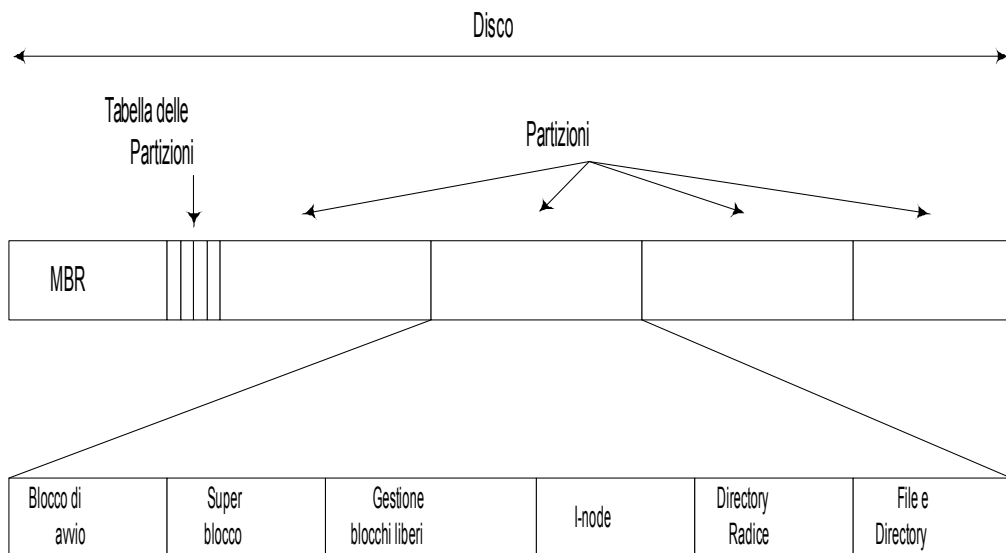 Disco
Tabella delle
Partizioni
Partizioni
MBR
Blocco di
avvio
Super
blocco
Gestione
blocchi liberi
I-node
Directory
Radice
File e
Directory